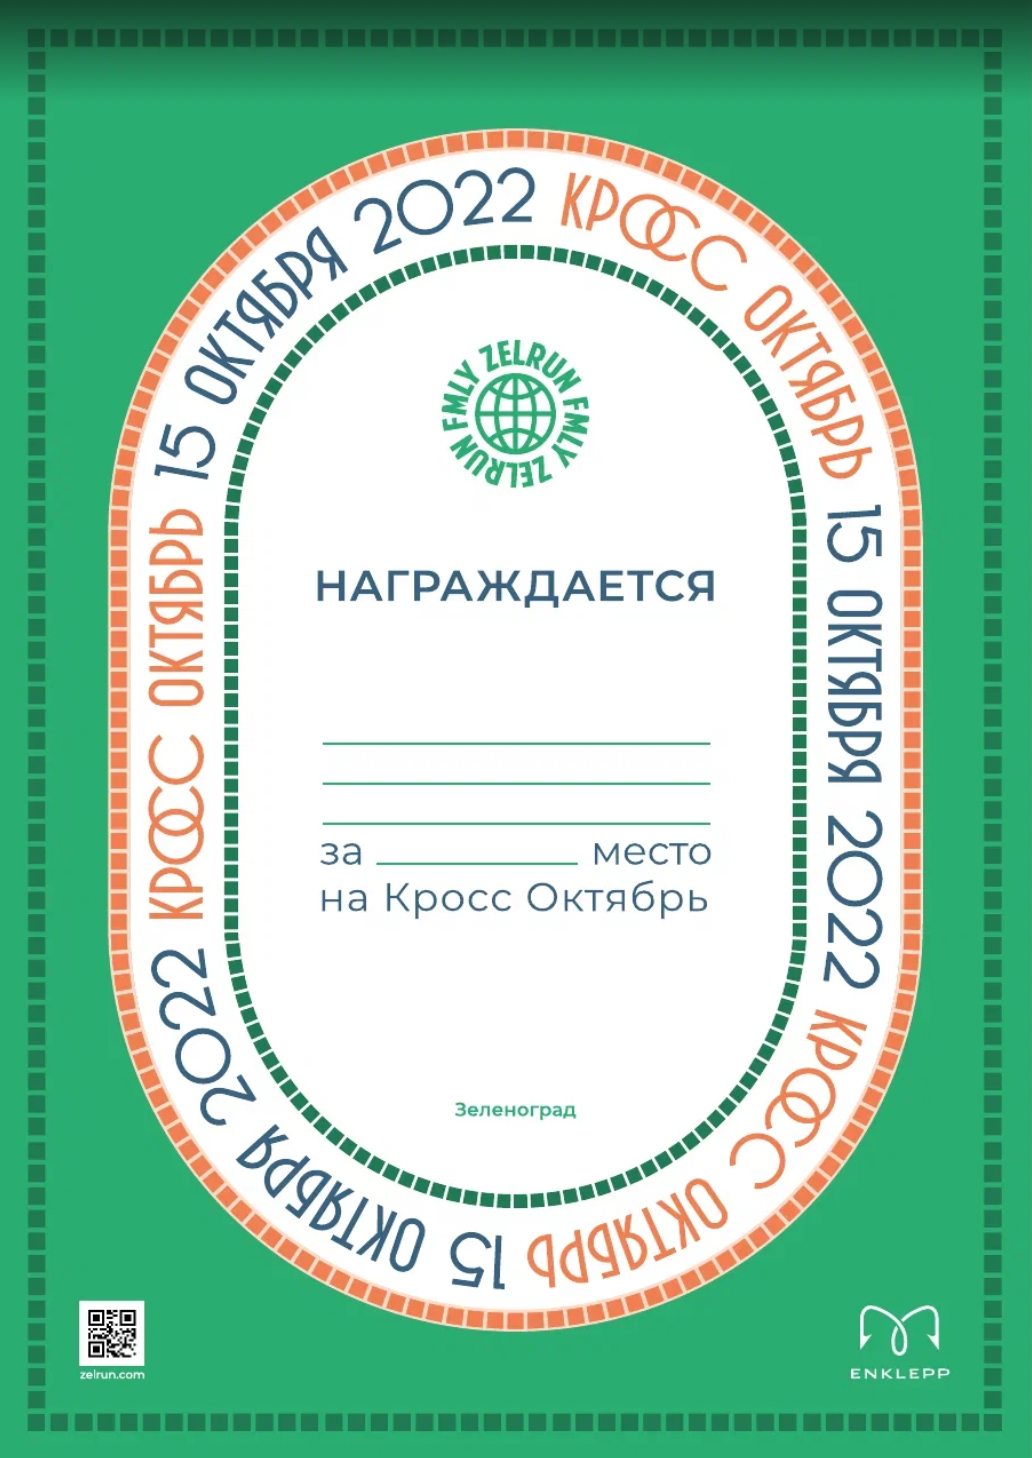 КРОСС ОКТЯБРЬ 15 ОКТЯБРЯ 2022 КРОСС ОКТЯБРЬ 15 ОКТЯБРЯ 2022 КРОСС ОКТЯБРЬ 15 ОКТЯБРЯ 2022
ZELRUN FMLY ZELRUN FMLY
НАГРАЖДАЕТСЯ
за место
на Кросс Октябрь
Зеленоград
zelrun.com
ENKLEPP